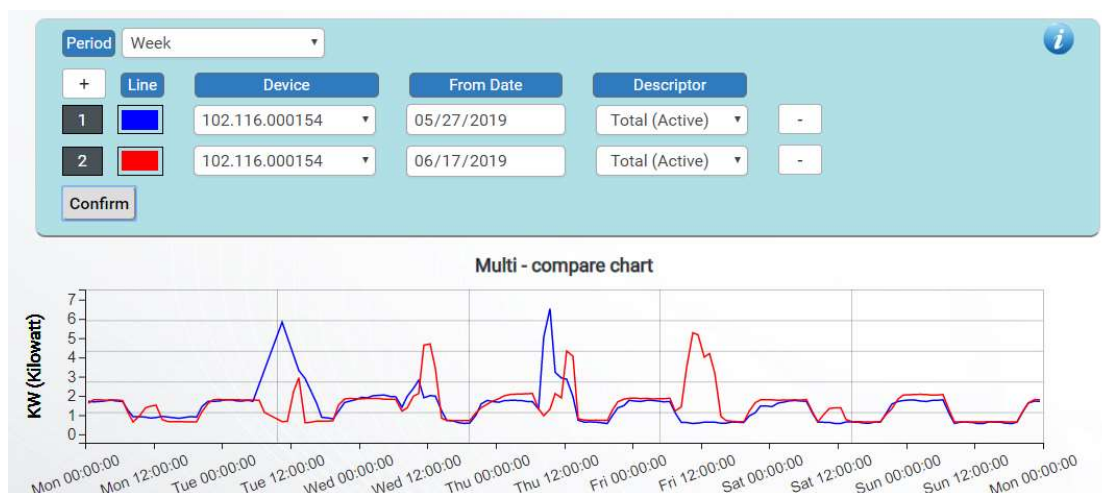 Period Week i
+ Line Device From Date Descriptor
1 102.116.000154 05/27/2019 Total (Active) -
2 102.116.000154 06/17/2019 Total (Active) -
Confirm
Multi - compare chart
KW (Kilowatt)
7
6
5
4
3
2
1
0
Mon 00:00:00 Mon 12:00:00 Tue 00:00:00 Tue 12:00:00 Wed 00:00:00 Wed 12:00:00 Thu 00:00:00 Thu 12:00:00 Fri 00:00:00 Fri 12:00:00 Sat 00:00:00 Sat 12:00:00 Sun 00:00:00 Sun 12:00:00 Mon 00:00:00